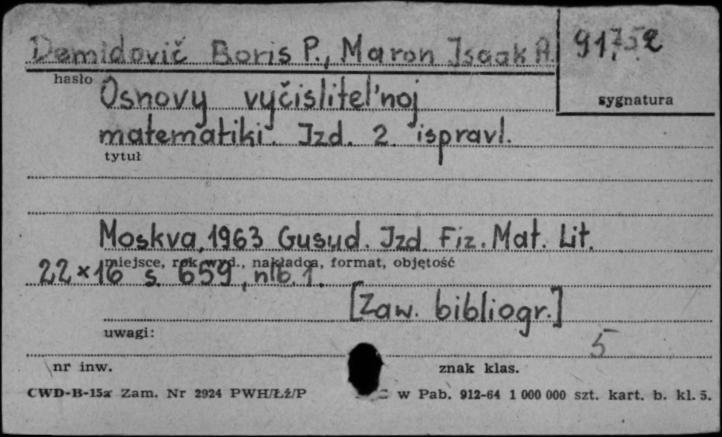 Demidovič Boris P., Maron Isaak A.
91752
hasło
sygnatura
Osnovy vyčislitel'noj
matematiki. Izd. 2 ispravl.
tytuł
Moskva, 1963 Gusud. Izd. Fiz. Mat. Lit.
miejsce, rok wyd., nakładca, format, objętość
22×16 s. 659, nlb. 1.
[Zaw. bibliogr.]
uwagi:
5
nr inw.
znak klas.
CWD-B-15a Zam. Nr 2924 PWH/Łź/P
w Pab. 912-64 1 000 000 szt. kart. b. kl. 5.